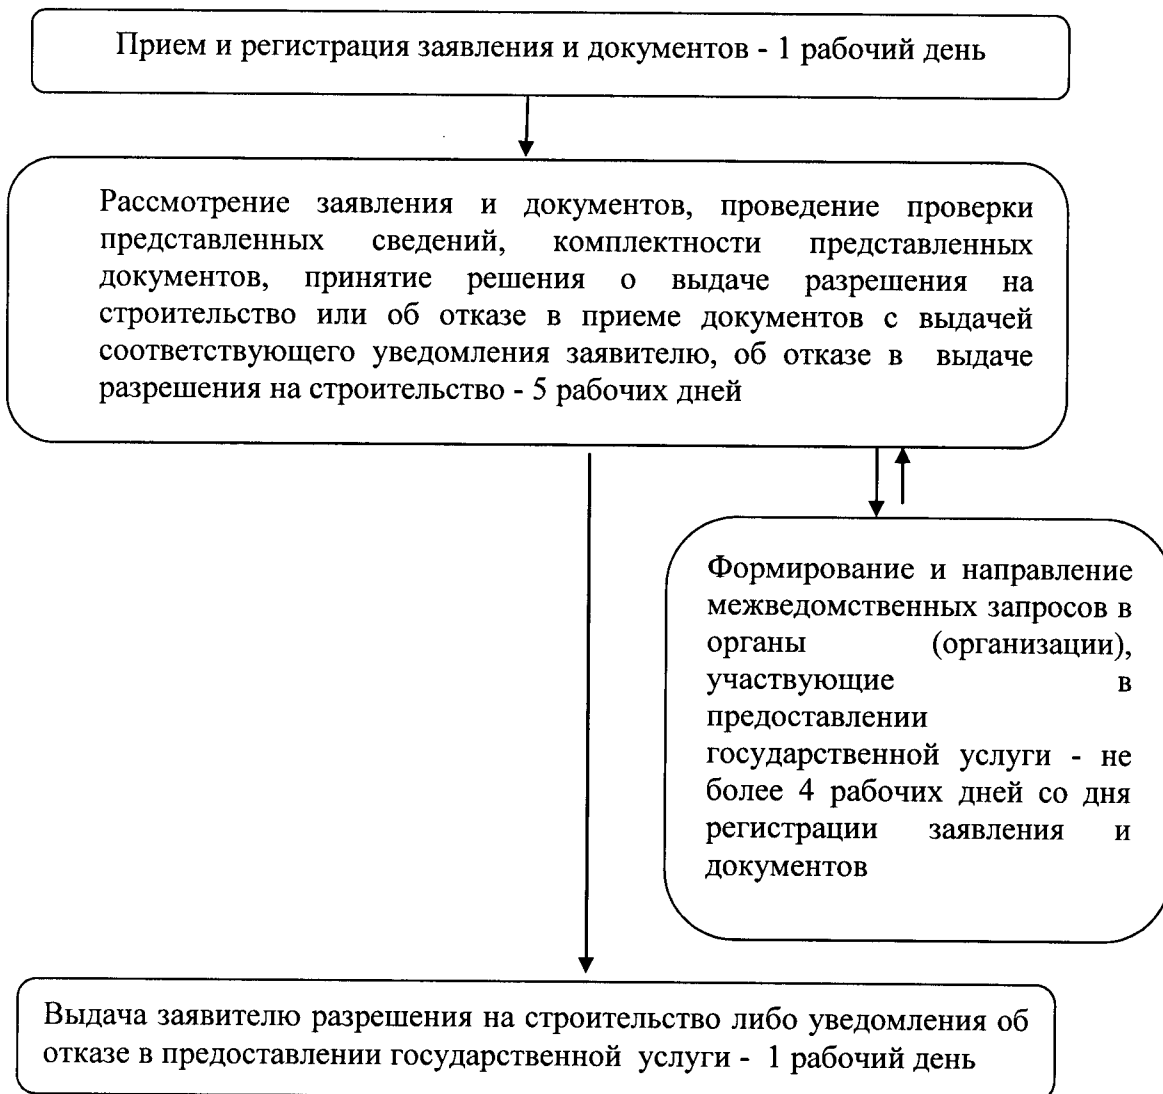 Прием и регистрация заявления и документов - 1 рабочий день
Рассмотрение заявления и документов, проведение проверки
представленных сведений, комплектности представленных
документов, принятие решения о выдаче разрешения на
строительство или об отказе в приеме документов с выдачей
соответствующего уведомления заявителю, об отказе в выдаче
разрешения на строительство - 5 рабочих дней
Формирование и направление
межведомственных запросов в
органы (организации),
участвующие в
предоставлении
государственной услуги - не
более 4 рабочих дней со дня
регистрации заявления и
документов
Выдача заявителю разрешения на строительство либо уведомления об
отказе в предоставлении государственной услуги - 1 рабочий день